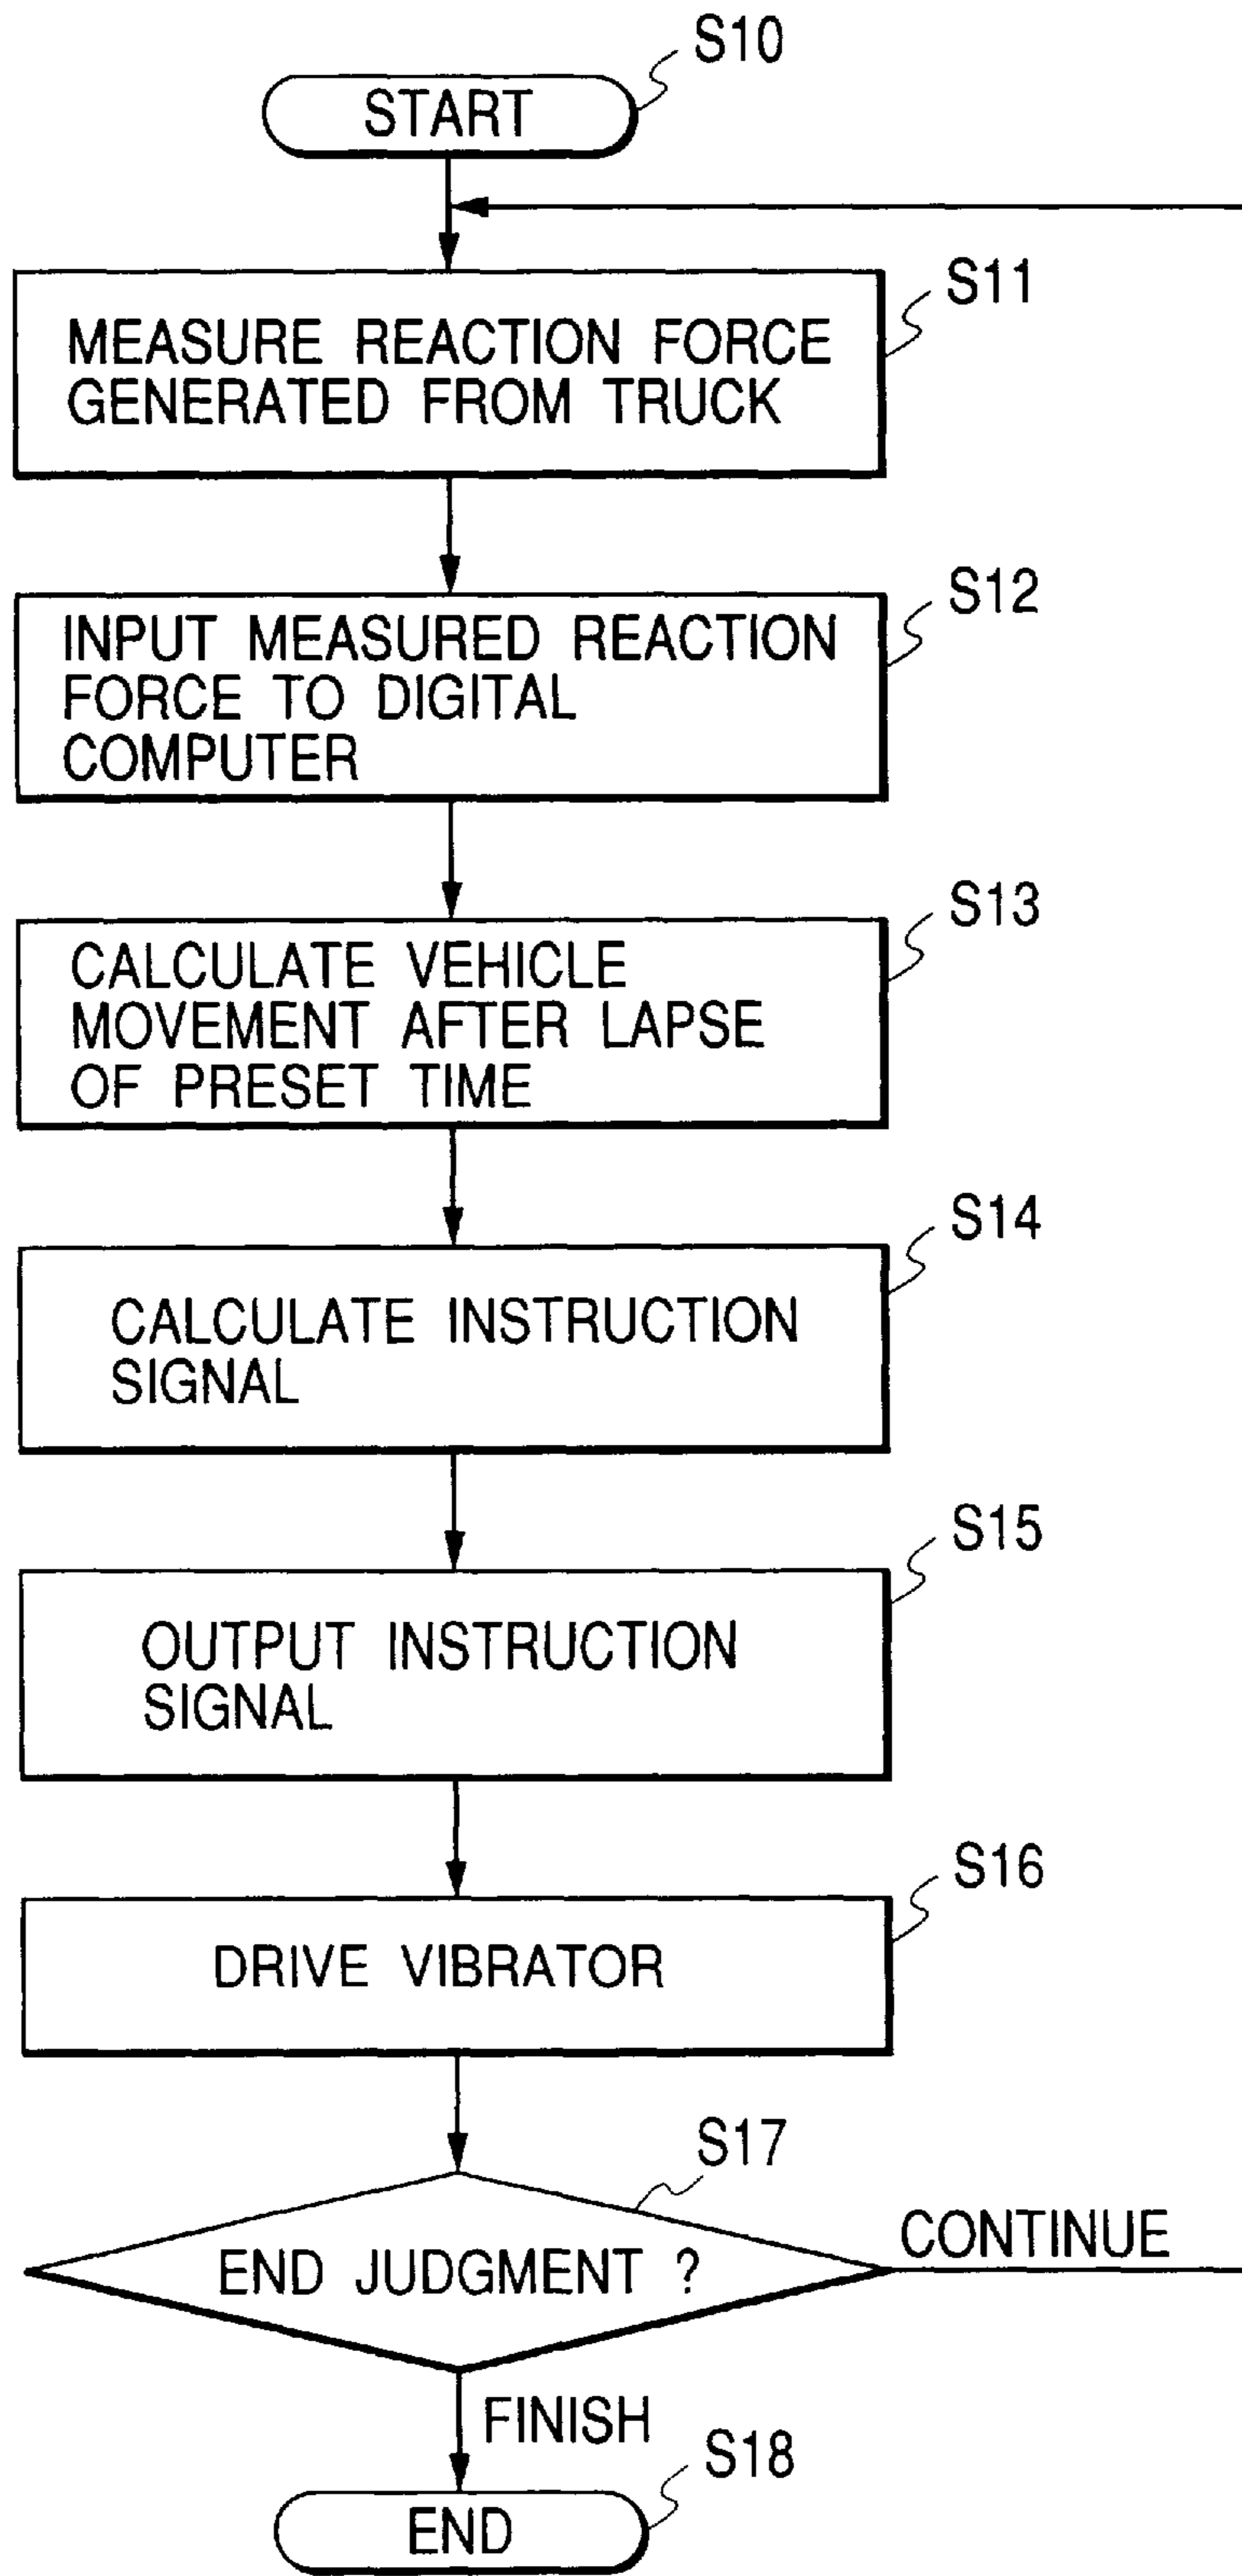 S10
START
S11
MEASURE REACTION FORCE
GENERATED FROM TRUCK
S12
INPUT MEASURED REACTION
FORCE TO DIGITAL
COMPUTER
S13
CALCULATE VEHICLE
MOVEMENT AFTER LAPSE
OF PRESET TIME
S14
CALCULATE INSTRUCTION
SIGNAL
S15
OUTPUT INSTRUCTION
SIGNAL
S16
DRIVE VIBRATOR
S17
END JUDGMENT ?
CONTINUE
FINISH
S18
END